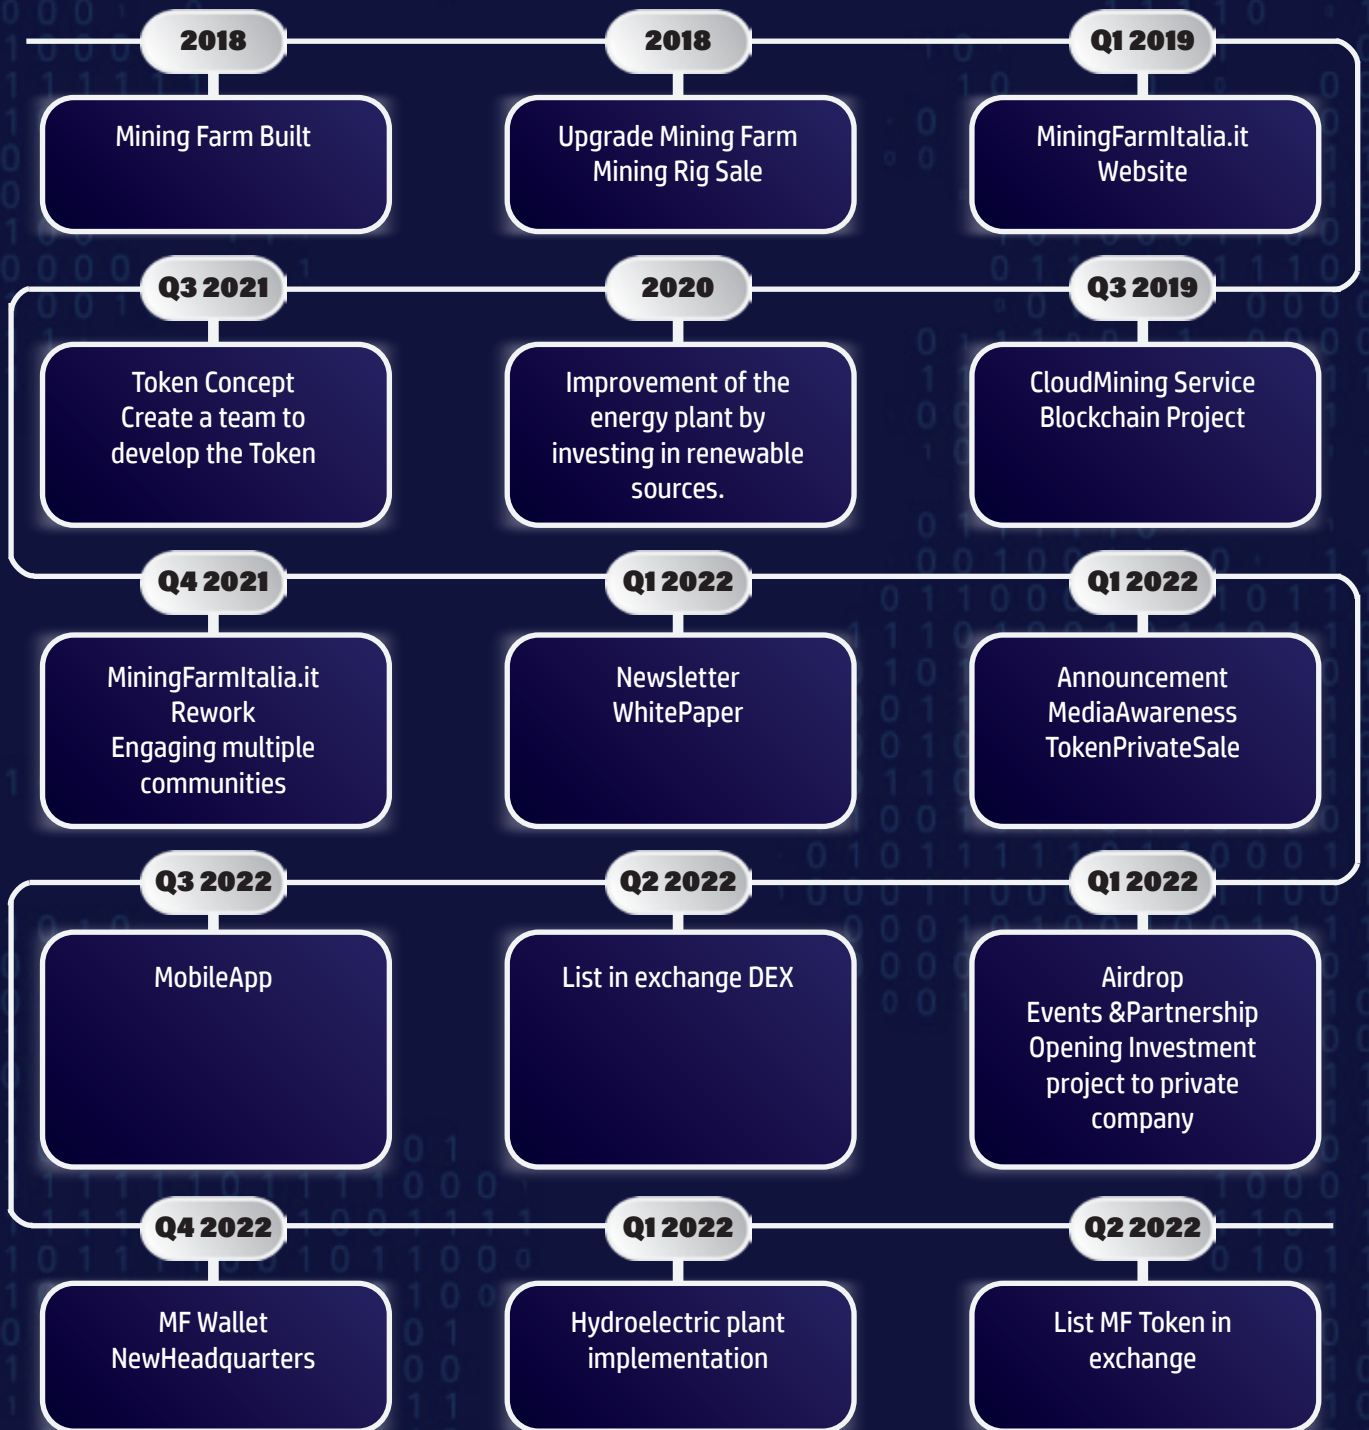 2018
Mining Farm Built
2018
Upgrade Mining Farm
Mining Rig Sale
Q1 2019
MiningFarmItalia.it
Website
Q3 2019
CloudMining Service
Blockchain Project
2020
Improvement of the
energy plant by
investing in renewable
sources.
Q3 2021
Token Concept
Create a team to
develop the Token
Q4 2021
MiningFarmItalia.it
Rework
Engaging multiple
communities
Q1 2022
Newsletter
WhitePaper
Q1 2022
Announcement
MediaAwareness
TokenPrivateSale
Q1 2022
Airdrop
Events &Partnership
Opening Investment
project to private
company
Q2 2022
List in exchange DEX
Q3 2022
MobileApp
Q4 2022
MF Wallet
NewHeadquarters
Q1 2022
Hydroelectric plant
implementation
Q2 2022
List MF Token in
exchange